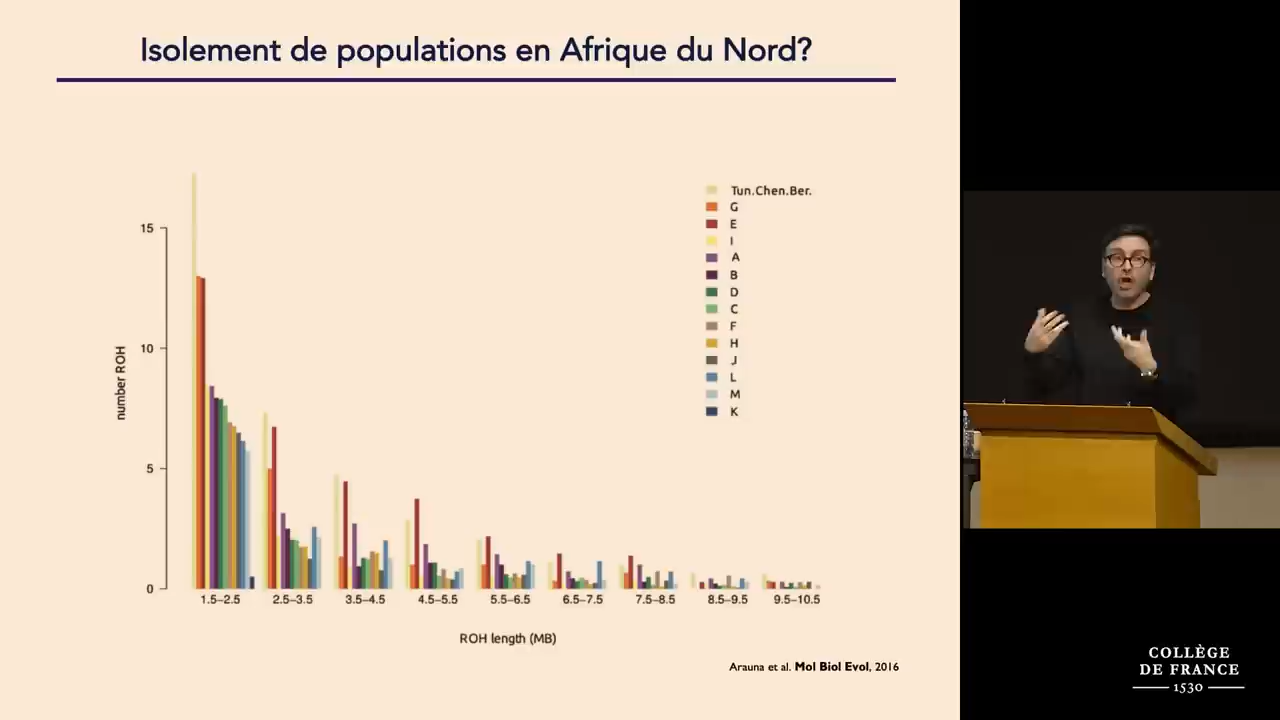 Isolement de populations en Afrique du Nord?
number ROH
15
10
5
0
Tun.Chen.Ber.
G
E
I
A
B
D
C
F
H
J
L
M
K
1.5–2.5 2.5–3.5 3.5–4.5 4.5–5.5 5.5–6.5 6.5–7.5 7.5–8.5 8.5–9.5 9.5–10.5
ROH length (MB)
Arauna et al. Mol Biol Evol, 2016
COLLÈGE
DE FRANCE
1530